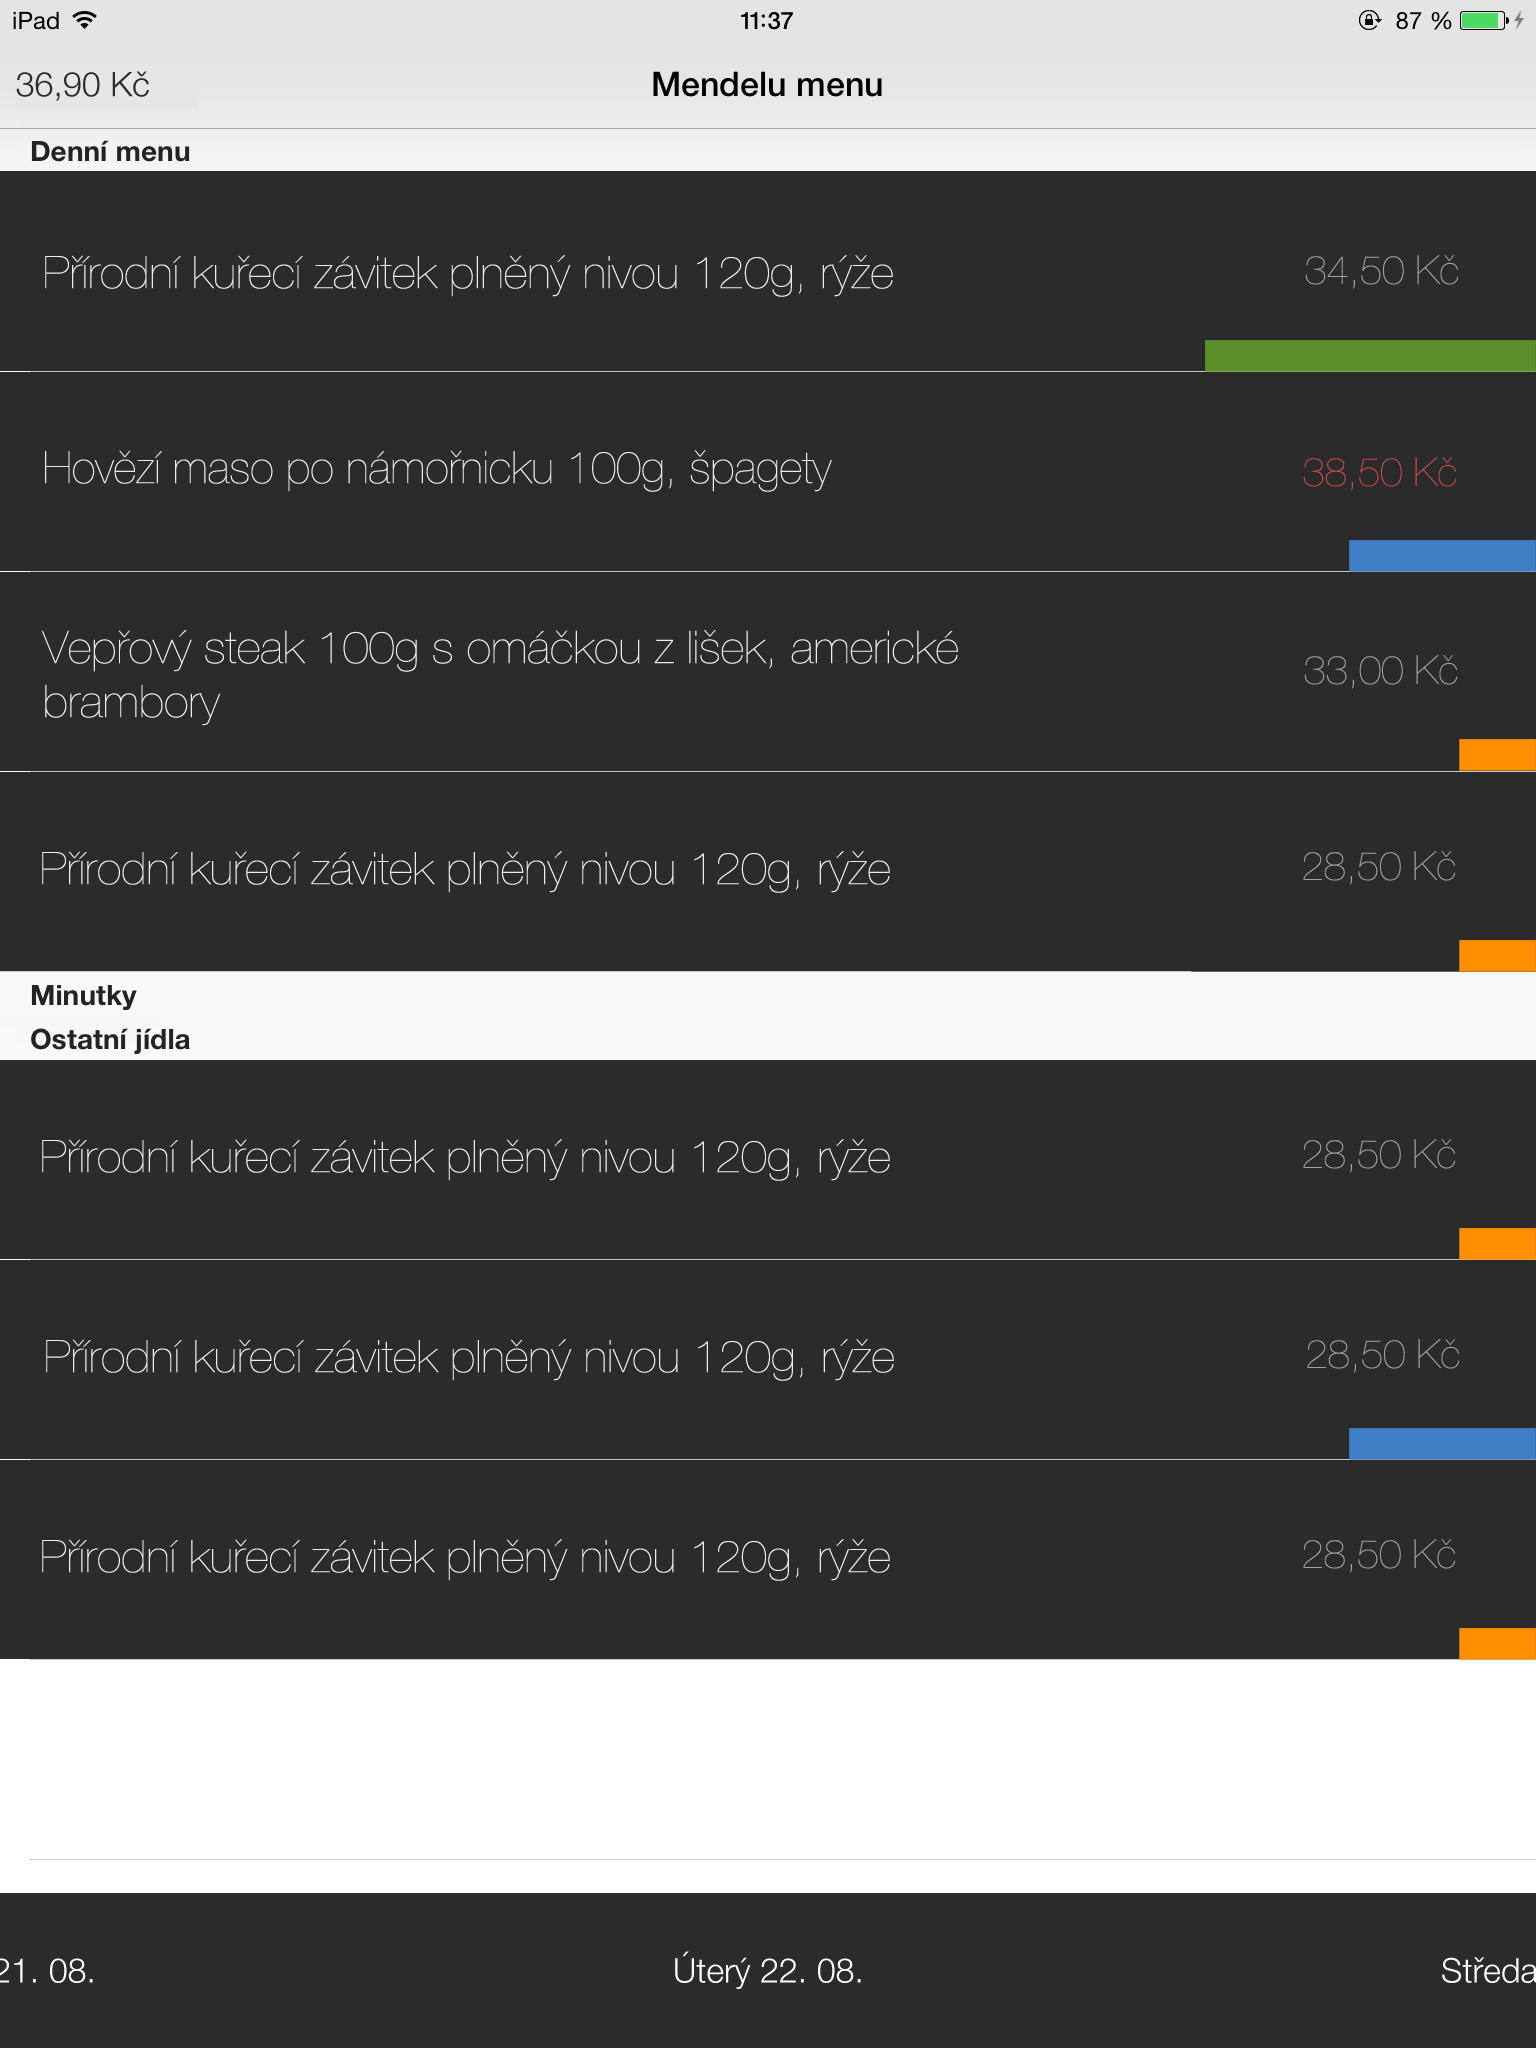 iPad 11:37 87 %
36,90 Kč Mendelu menu
Denní menu
Přírodní kuřecí závitek plněný nivou 120g, rýže 34,50 Kč
Hovězí maso po námořnicku 100g, špagety 38,50 Kč
Vepřový steak 100g s omáčkou z lišek, americké
brambory 33,00 Kč
Přírodní kuřecí závitek plněný nivou 120g, rýže 28,50 Kč
Minutky
Ostatní jídla
Přírodní kuřecí závitek plněný nivou 120g, rýže 28,50 Kč
Přírodní kuřecí závitek plněný nivou 120g, rýže 28,50 Kč
Přírodní kuřecí závitek plněný nivou 120g, rýže 28,50 Kč
21. 08. Úterý 22. 08. Středa